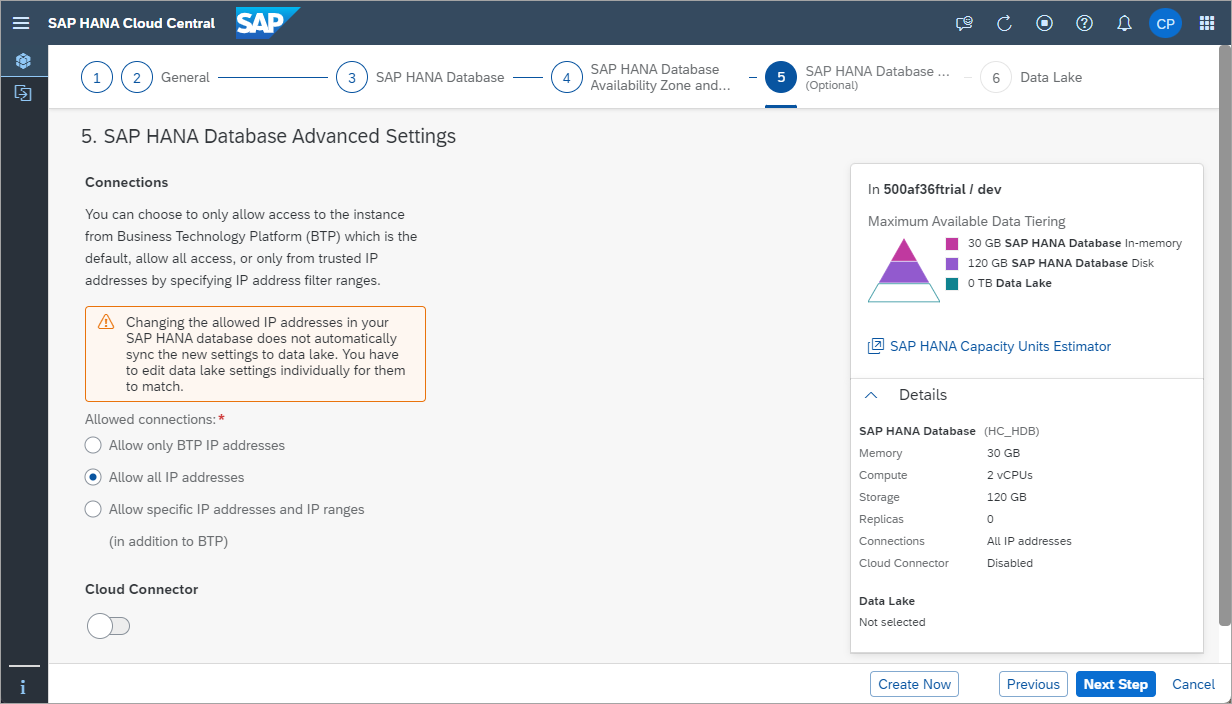 SAP HANA Cloud Central
SAP
CP
1
2
General
3
SAP HANA Database
4
SAP HANA Database
Availability Zone and...
5
SAP HANA Database ...
(Optional)
6
Data Lake
5. SAP HANA Database Advanced Settings
Connections
You can choose to only allow access to the instance
from Business Technology Platform (BTP) which is the
default, allow all access, or only from trusted IP
addresses by specifying IP address filter ranges.
Changing the allowed IP addresses in your
SAP HANA database does not automatically
sync the new settings to data lake. You have
to edit data lake settings individually for them
to match.
Allowed connections: *
Allow only BTP IP addresses
Allow all IP addresses
Allow specific IP addresses and IP ranges
(in addition to BTP)
Cloud Connector
In 500af36ftrial / dev
Maximum Available Data Tiering
30 GB SAP HANA Database In-memory
120 GB SAP HANA Database Disk
0 TB Data Lake
SAP HANA Capacity Units Estimator
Details
SAP HANA Database (HC_HDB)
Memory 30 GB
Compute 2 vCPUs
Storage 120 GB
Replicas 0
Connections All IP addresses
Cloud Connector Disabled
Data Lake
Not selected
Create Now
Previous
Next Step
Cancel